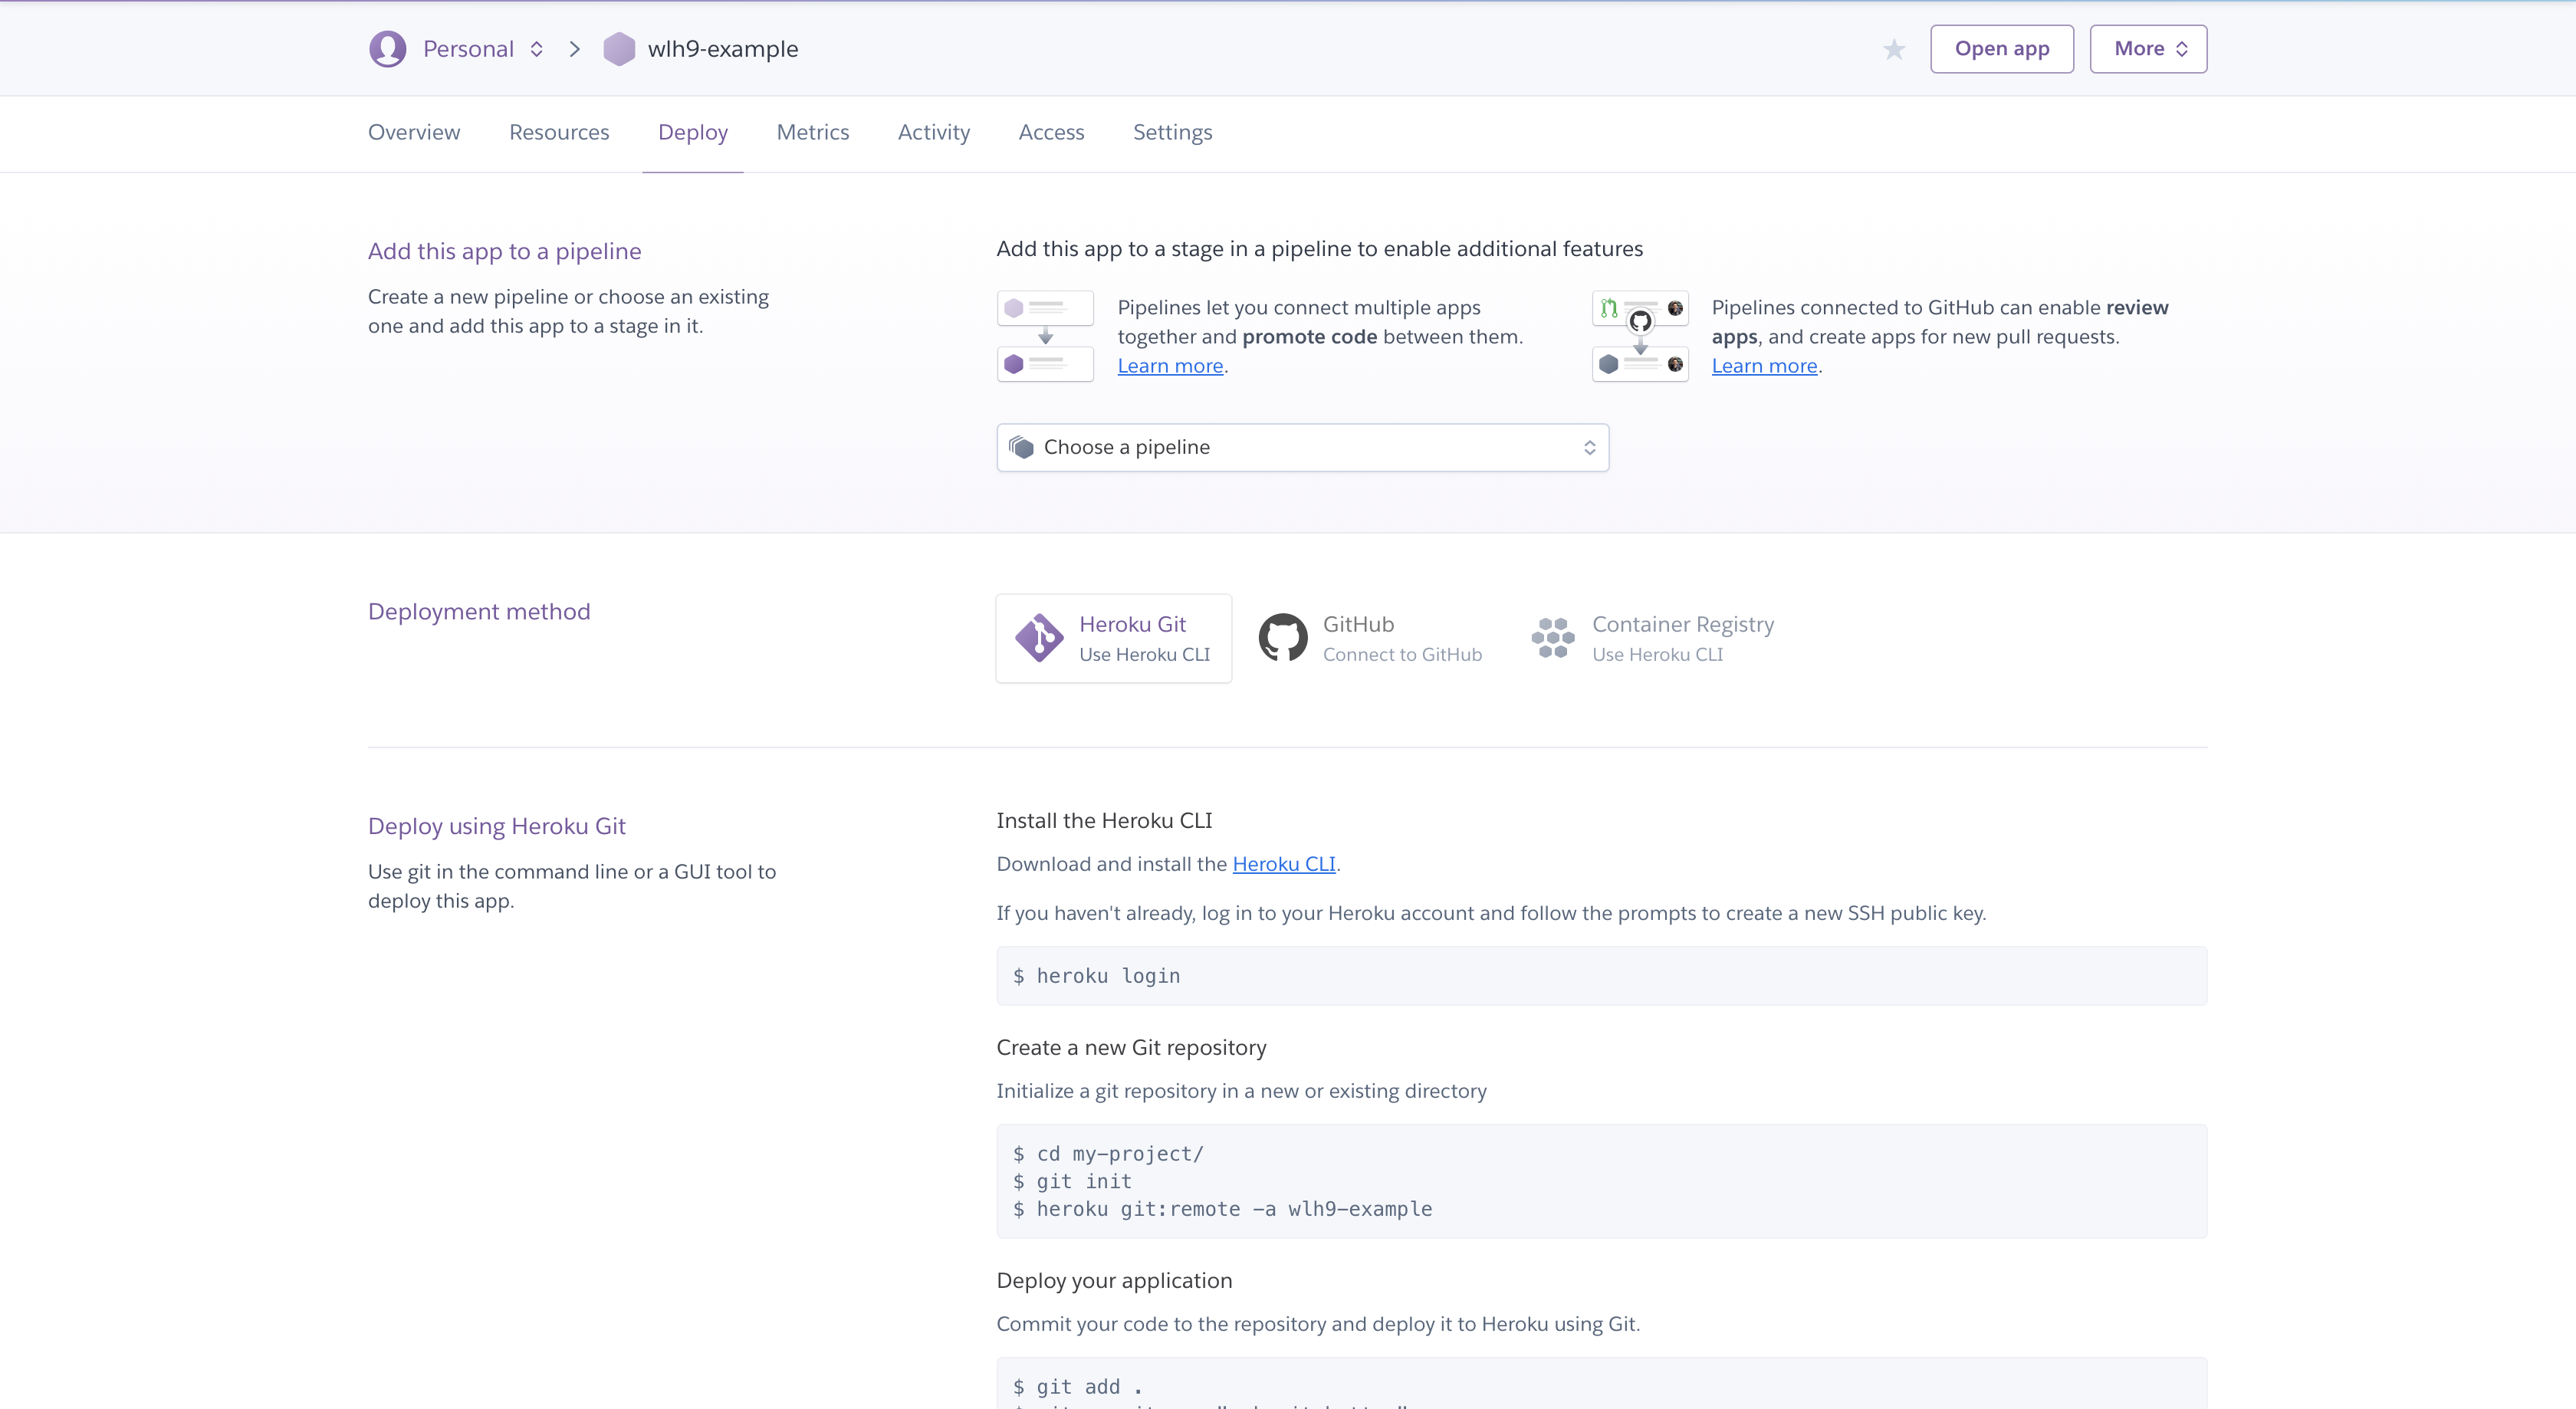 Personal
wlh9-example
Open app
More
Overview
Resources
Deploy
Metrics
Activity
Access
Settings
Add this app to a pipeline
Create a new pipeline or choose an existing
one and add this app to a stage in it.
Add this app to a stage in a pipeline to enable additional features
Pipelines let you connect multiple apps
together and promote code between them.
Learn more.
Pipelines connected to GitHub can enable review
apps, and create apps for new pull requests.
Learn more.
Choose a pipeline
Deployment method
Heroku Git
Use Heroku CLI
GitHub
Connect to GitHub
Container Registry
Use Heroku CLI
Deploy using Heroku Git
Use git in the command line or a GUI tool to
deploy this app.
Install the Heroku CLI
Download and install the Heroku CLI.
If you haven't already, log in to your Heroku account and follow the prompts to create a new SSH public key.
$ heroku login
Create a new Git repository
Initialize a git repository in a new or existing directory
$ cd my-project/
$ git init
$ heroku git:remote -a wlh9-example
Deploy your application
Commit your code to the repository and deploy it to Heroku using Git.
$ git add .